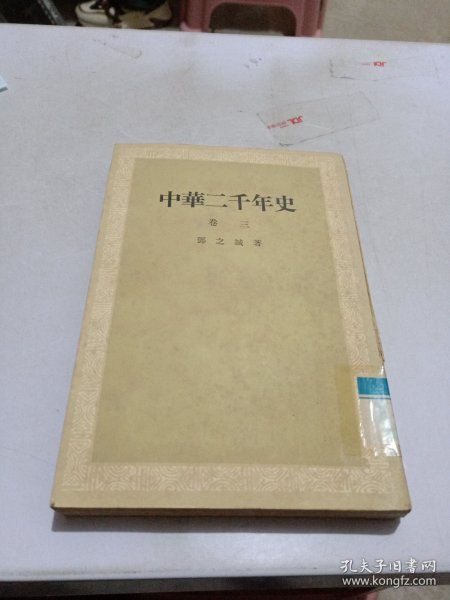 中華二千年史
卷 三
鄧之誠 著
孔夫子旧书网
www.kongfz.com